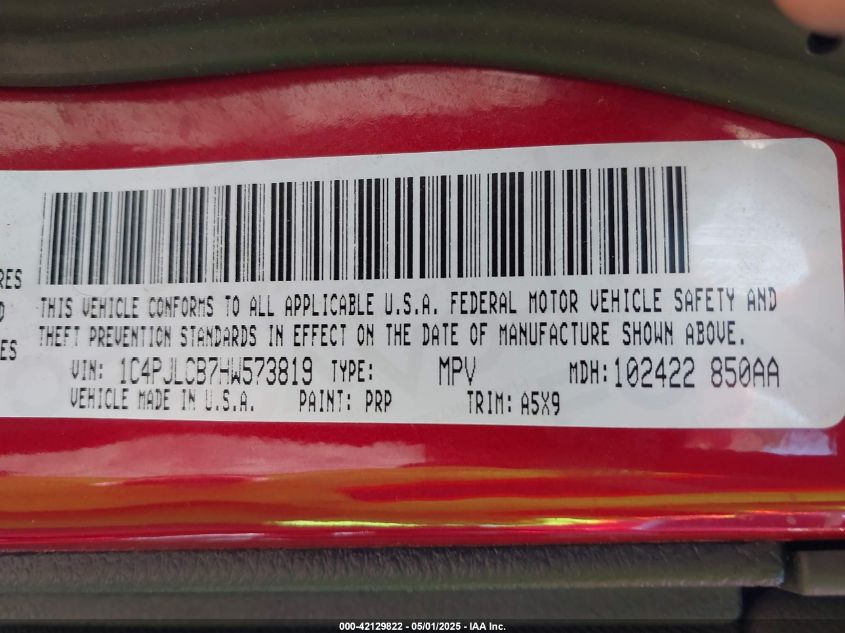 RES
THIS VEHICLE CONFORMS TO ALL APPLICABLE U.S.A. FEDERAL MOTOR VEHICLE SAFETY AND
D
THEFT PREVENTION STANDARDS IN EFFECT ON THE DATE OF MANUFACTURE SHOWN ABOVE.
ES
VIN: 1C4PJLCB7HW573819 TYPE: MPV MDH: 102422 850AA
VEHICLE MADE IN U.S.A. PAINT: PRP TRIM: A5X9
000-42129822 - 05/01/2025 - IAA Inc.